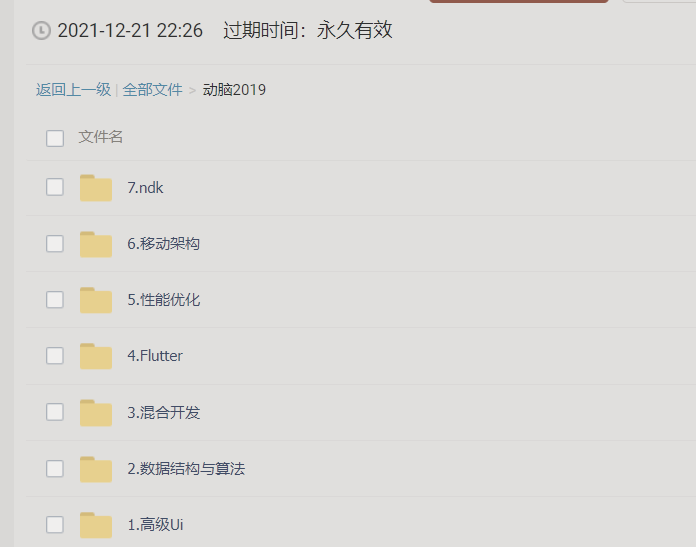 2021-12-21 22:26 过期时间：永久有效
返回上一级 | 全部文件 > 动脑2019
文件名
7.ndk
6.移动架构
5.性能优化
4.Flutter
3.混合开发
2.数据结构与算法
1.高级Ui